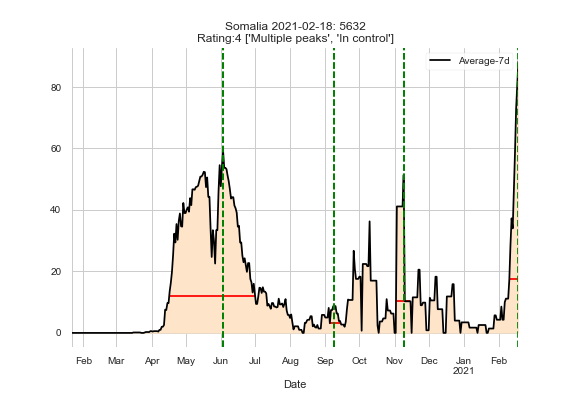 Somalia 2021-02-18: 5632
Rating:4 ['Multiple peaks', 'In control']
Average-7d
80
60
40
20
0
Feb Mar Apr May Jun Jul Aug Sep Oct Nov Dec Jan Feb
2021
Date